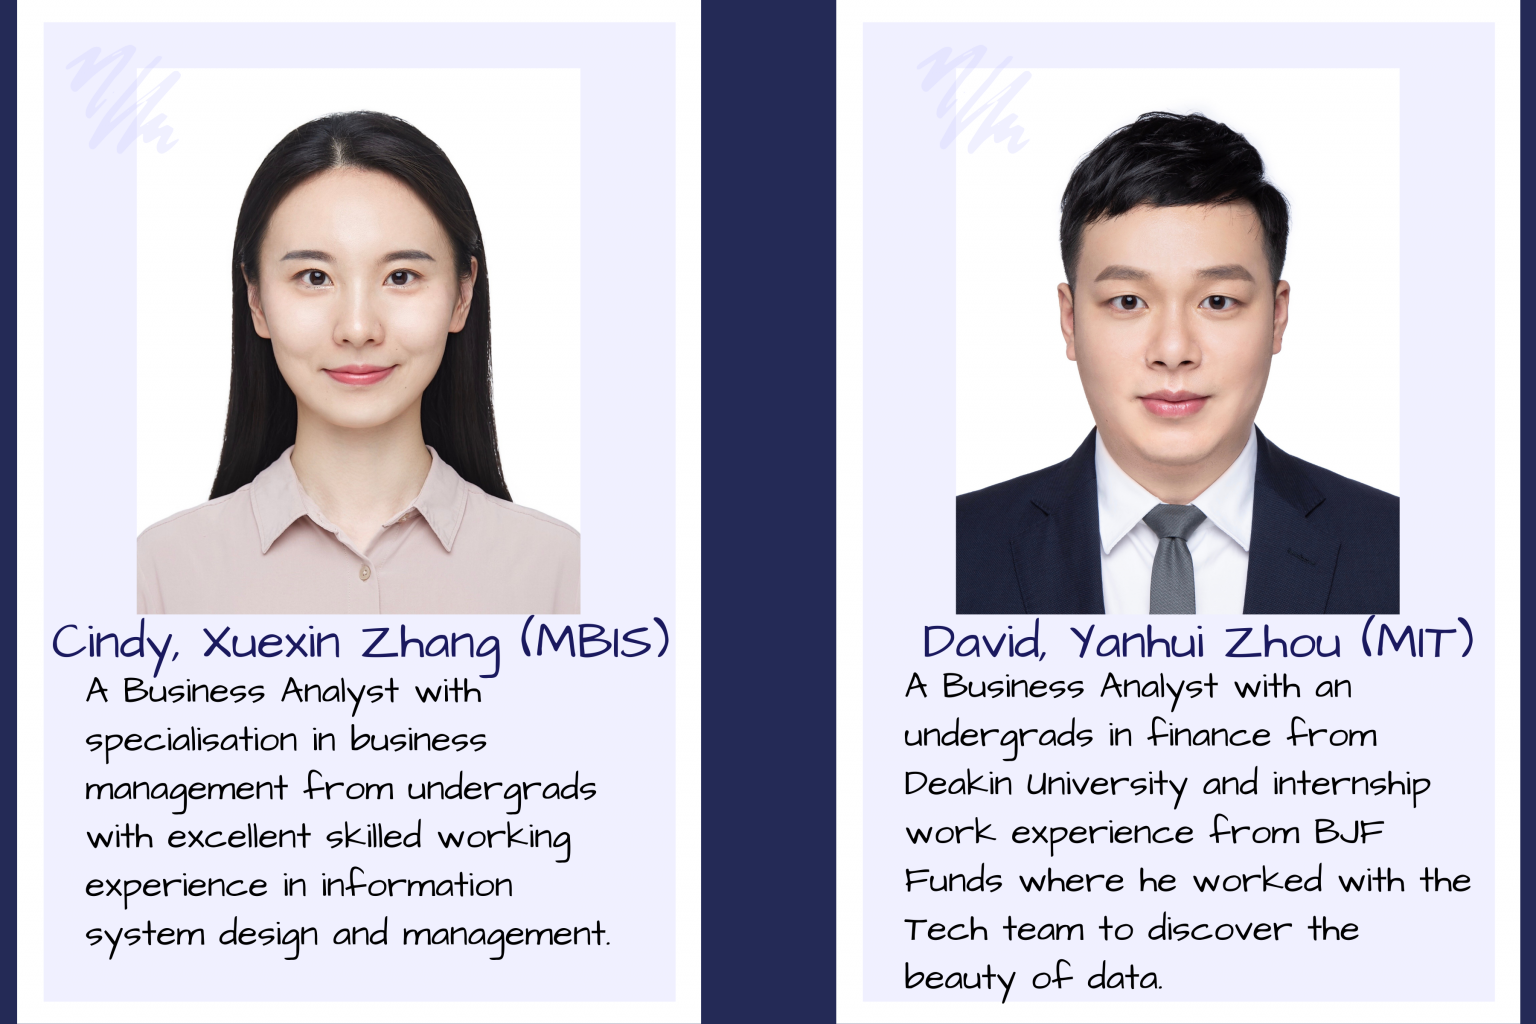 Cindy, Xuexin Zhang (MBIS)
A Business Analyst with
specialisation in business
management from undergrads
with excellent skilled working
experience in information
system design and management.
David, Yanhui Zhou (MIT)
A Business Analyst with an
undergrads in finance from
Deakin University and internship
work experience from BJF
Funds where he worked with the
Tech team to discover the
beauty of data.